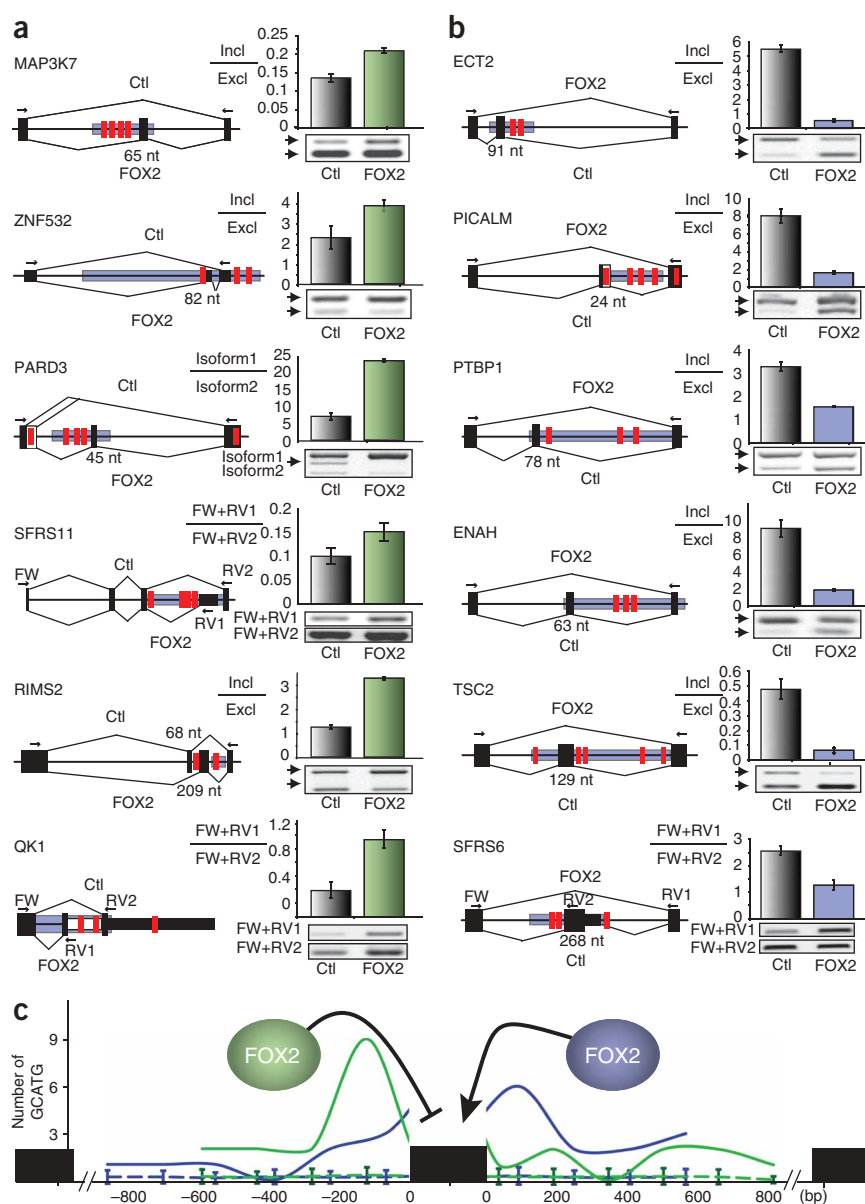 a
MAP3K7
Ctl
65 nt
FOX2
Incl
Excl
0.25
0.2
0.15
0.1
0.05
0
Ctl FOX2
ZNF532
Ctl
82 nt
FOX2
Incl
Excl
4
3
2
1
0
Ctl FOX2
PARD3
Ctl
45 nt
FOX2
Isoform1
Isoform2
25
20
15
10
5
0
Isoform1
Isoform2
Ctl FOX2
SFRS11
FW
Ctl
RV2
RV1
FOX2
FW+RV1
FW+RV2
0.2
0.15
0.1
0.05
0
FW+RV1
FW+RV2
Ctl FOX2
RIMS2
Ctl
68 nt
209 nt
FOX2
Incl
Excl
3
2
1
0
Ctl FOX2
QK1
FW
Ctl
RV2
RV1
FOX2
FW+RV1
FW+RV2
1.2
0.8
0.4
0
FW+RV1
FW+RV2
Ctl FOX2
b
ECT2
FOX2
91 nt
Ctl
Incl
Excl
6
5
4
3
2
1
0
Ctl FOX2
PICALM
FOX2
24 nt
Ctl
Incl
Excl
10
8
6
4
2
0
Ctl FOX2
PTBP1
FOX2
78 nt
Ctl
Incl
Excl
4
3
2
1
0
Ctl FOX2
ENAH
FOX2
63 nt
Ctl
Incl
Excl
10
8
6
4
2
0
Ctl FOX2
TSC2
FOX2
129 nt
Ctl
Incl
Excl
0.6
0.5
0.4
0.3
0.2
0.1
0
Ctl FOX2
SFRS6
FOX2
FW
RV2
RV1
268 nt
Ctl
FW+RV1
FW+RV2
3
2
1
0
FW+RV1
FW+RV2
Ctl FOX2
c
Number of
GCATG
9
6
3
FOX2
FOX2
−800 −600 −400 −200 0 0 200 400 600 800 (bp)